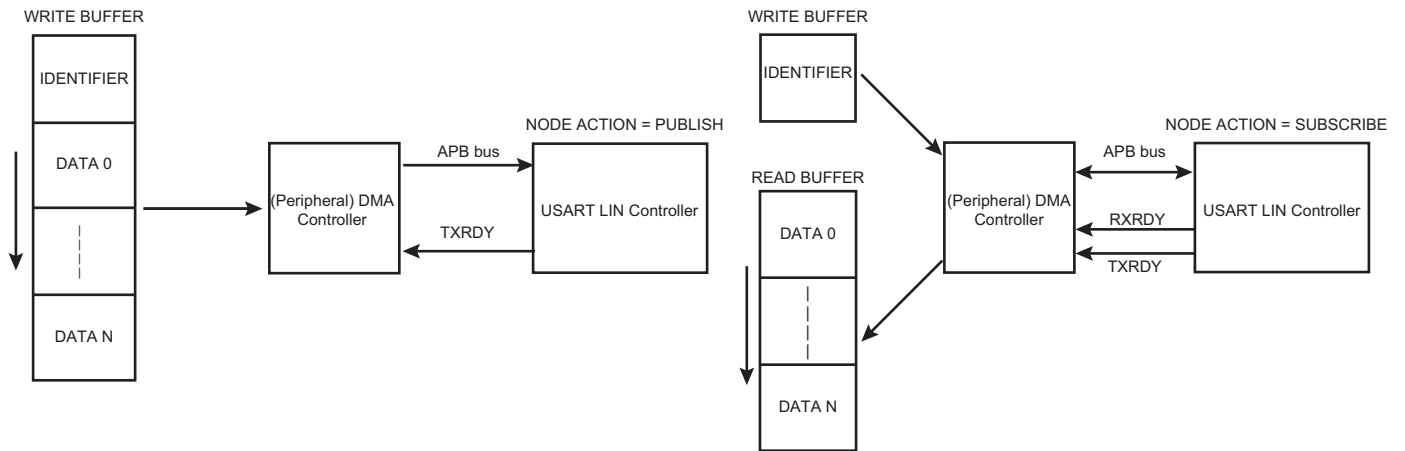 WRITE BUFFER
IDENTIFIER
DATA 0
DATA N
(Peripheral) DMA
Controller
APB bus
TXRDY
NODE ACTION = PUBLISH
USART LIN Controller
WRITE BUFFER
IDENTIFIER
READ BUFFER
DATA 0
DATA N
(Peripheral) DMA
Controller
APB bus
RXRDY
TXRDY
NODE ACTION = SUBSCRIBE
USART LIN Controller